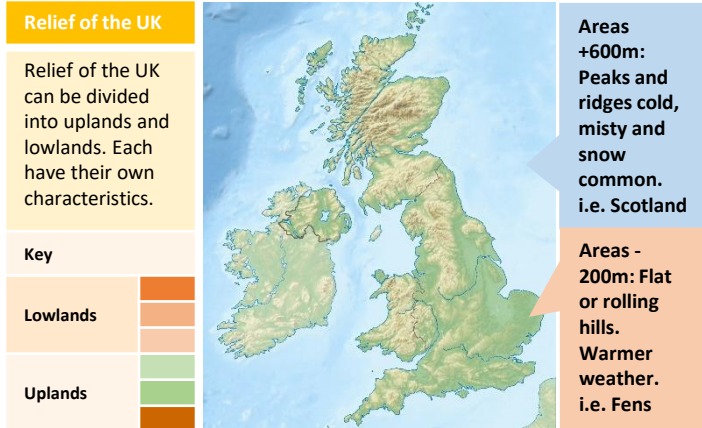 Relief of the UK
Relief of the UK
can be divided
into uplands and
lowlands. Each
have their own
characteristics.
Key
Lowlands
Uplands
Areas
+600m:
Peaks and
ridges cold,
misty and
snow
common.
i.e. Scotland
Areas -
200m: Flat
or rolling
hills.
Warmer
weather.
i.e. Fens